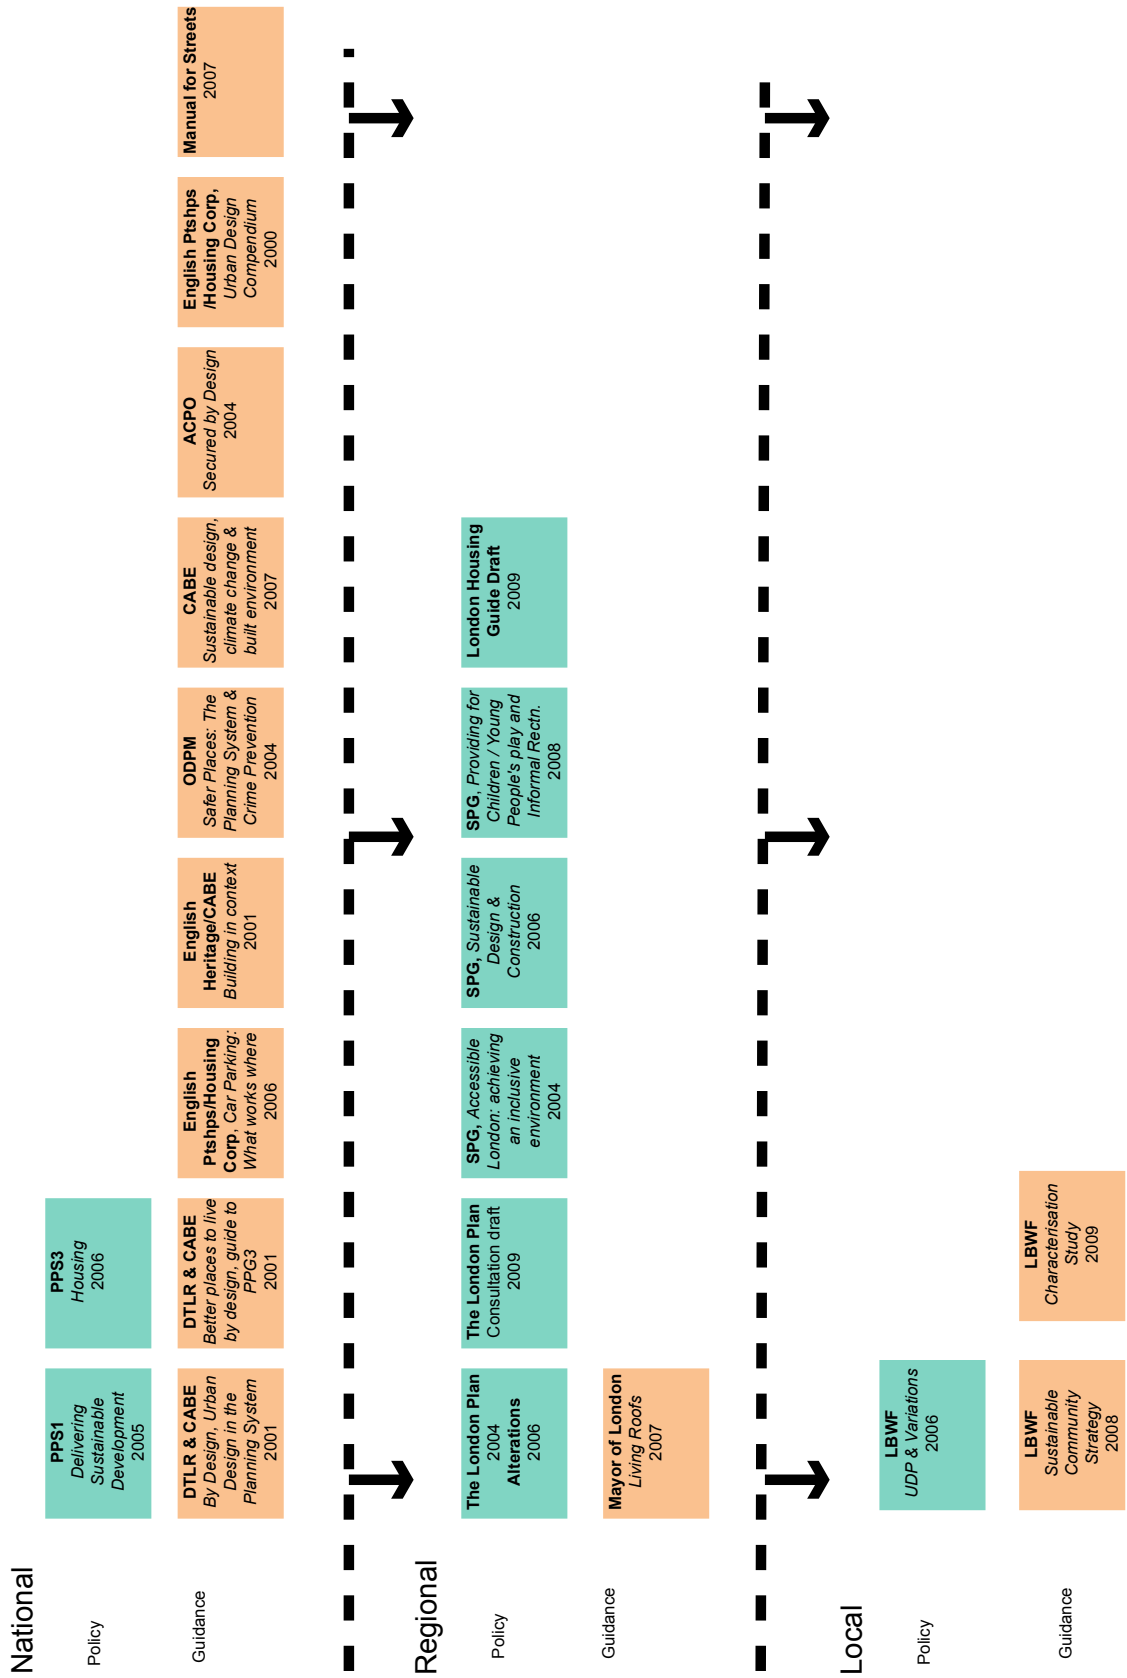 National
Policy
PPS1
Delivering
Sustainable
Development
2005
PPS3
Housing
2006
Guidance
DTLR & CABE
By Design, Urban
Design in the
Planning System
2001
DTLR & CABE
Better places to live
by design, guide to
PPG3
2001
English
Ptshps/Housing
Corp, Car Parking:
What works where
2006
English
Heritage/CABE
Building in context
2001
ODPM
Safer Places: The
Planning System &
Crime Prevention
2004
CABE
Sustainable design,
climate change &
built environment
2007
ACPO
Secured by Design
2004
English Ptshps
/Housing Corp,
Urban Design
Compendium
2000
Manual for Streets
2007
Regional
Policy
The London Plan
2004
Alterations
2006
The London Plan
Consultation draft
2009
SPG, Accessible
London: achieving
an inclusive
environment
2004
SPG, Sustainable
Design &
Construction
2006
SPG, Providing for
Children / Young
People's play and
Informal Rectn.
2008
London Housing
Guide Draft
2009
Guidance
Mayor of London
Living Roofs
2007
Local
Policy
LBWF
UDP & Variations
2006
Guidance
LBWF
Sustainable
Community
Strategy
2008
LBWF
Characterisation
Study
2009